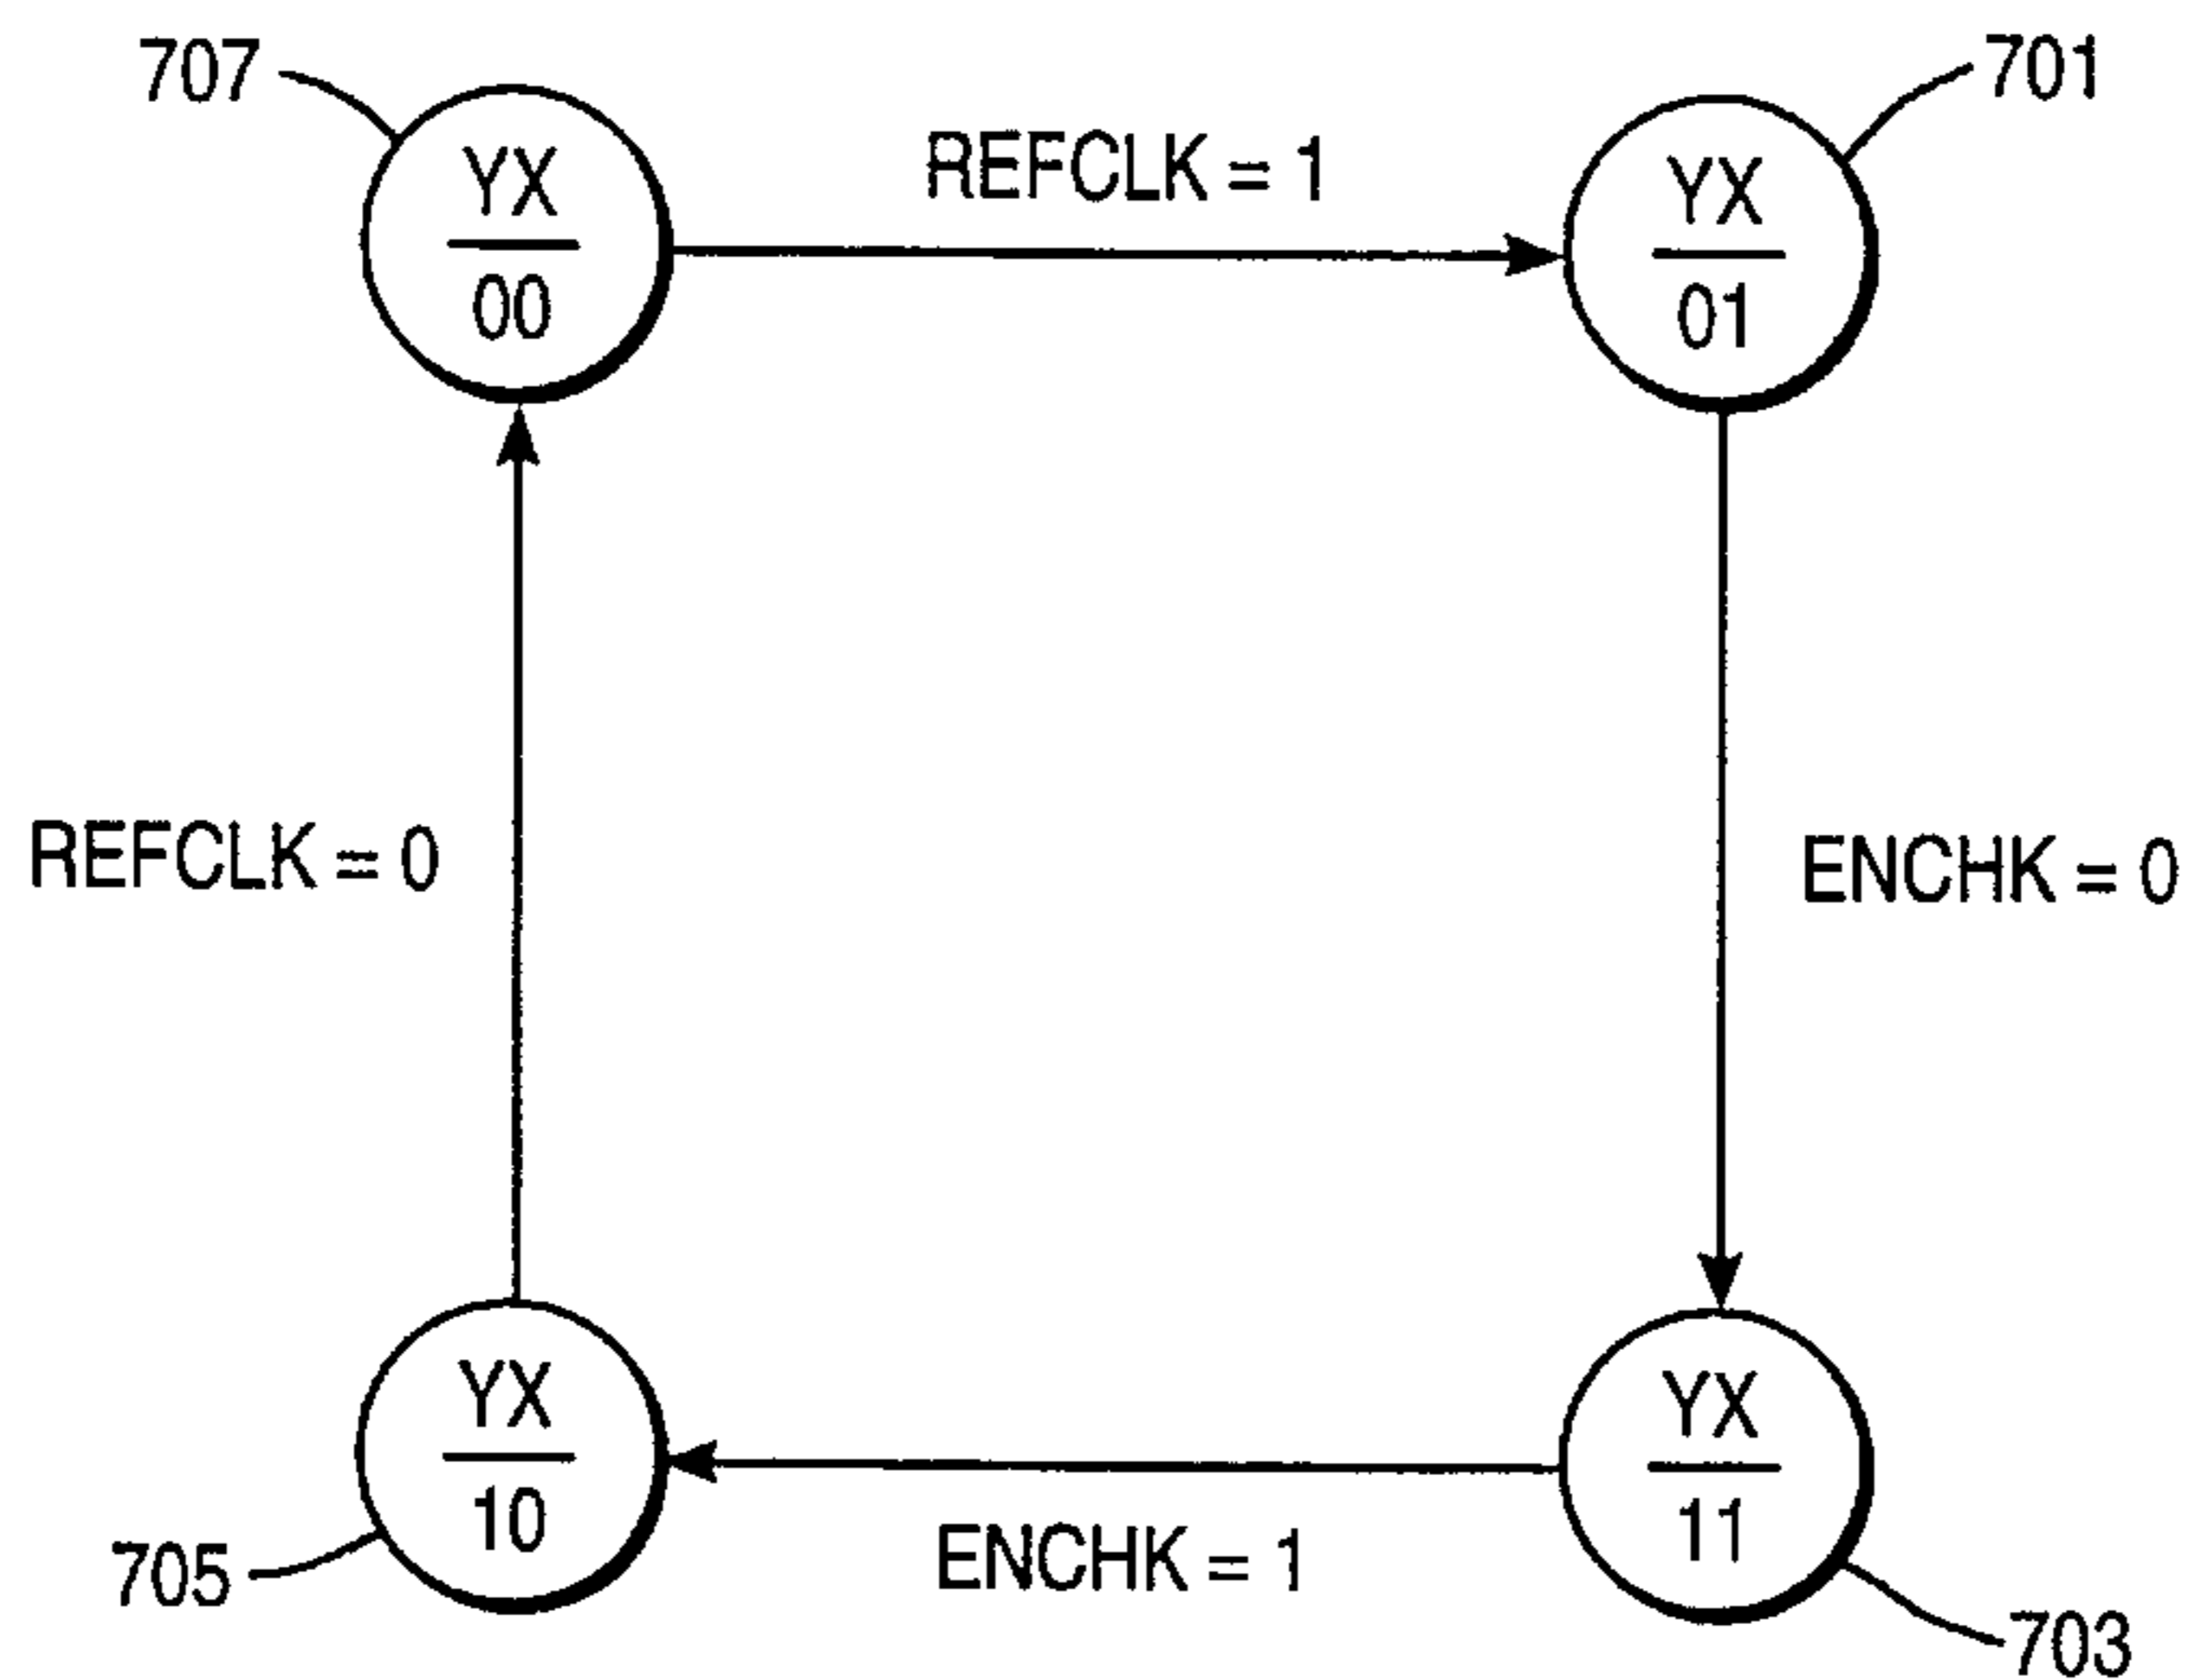 707
701
YX
00
REFCLK = 1
YX
01
REFCLK = 0
ENCHK = 0
YX
10
ENCHK = 1
YX
11
705
703